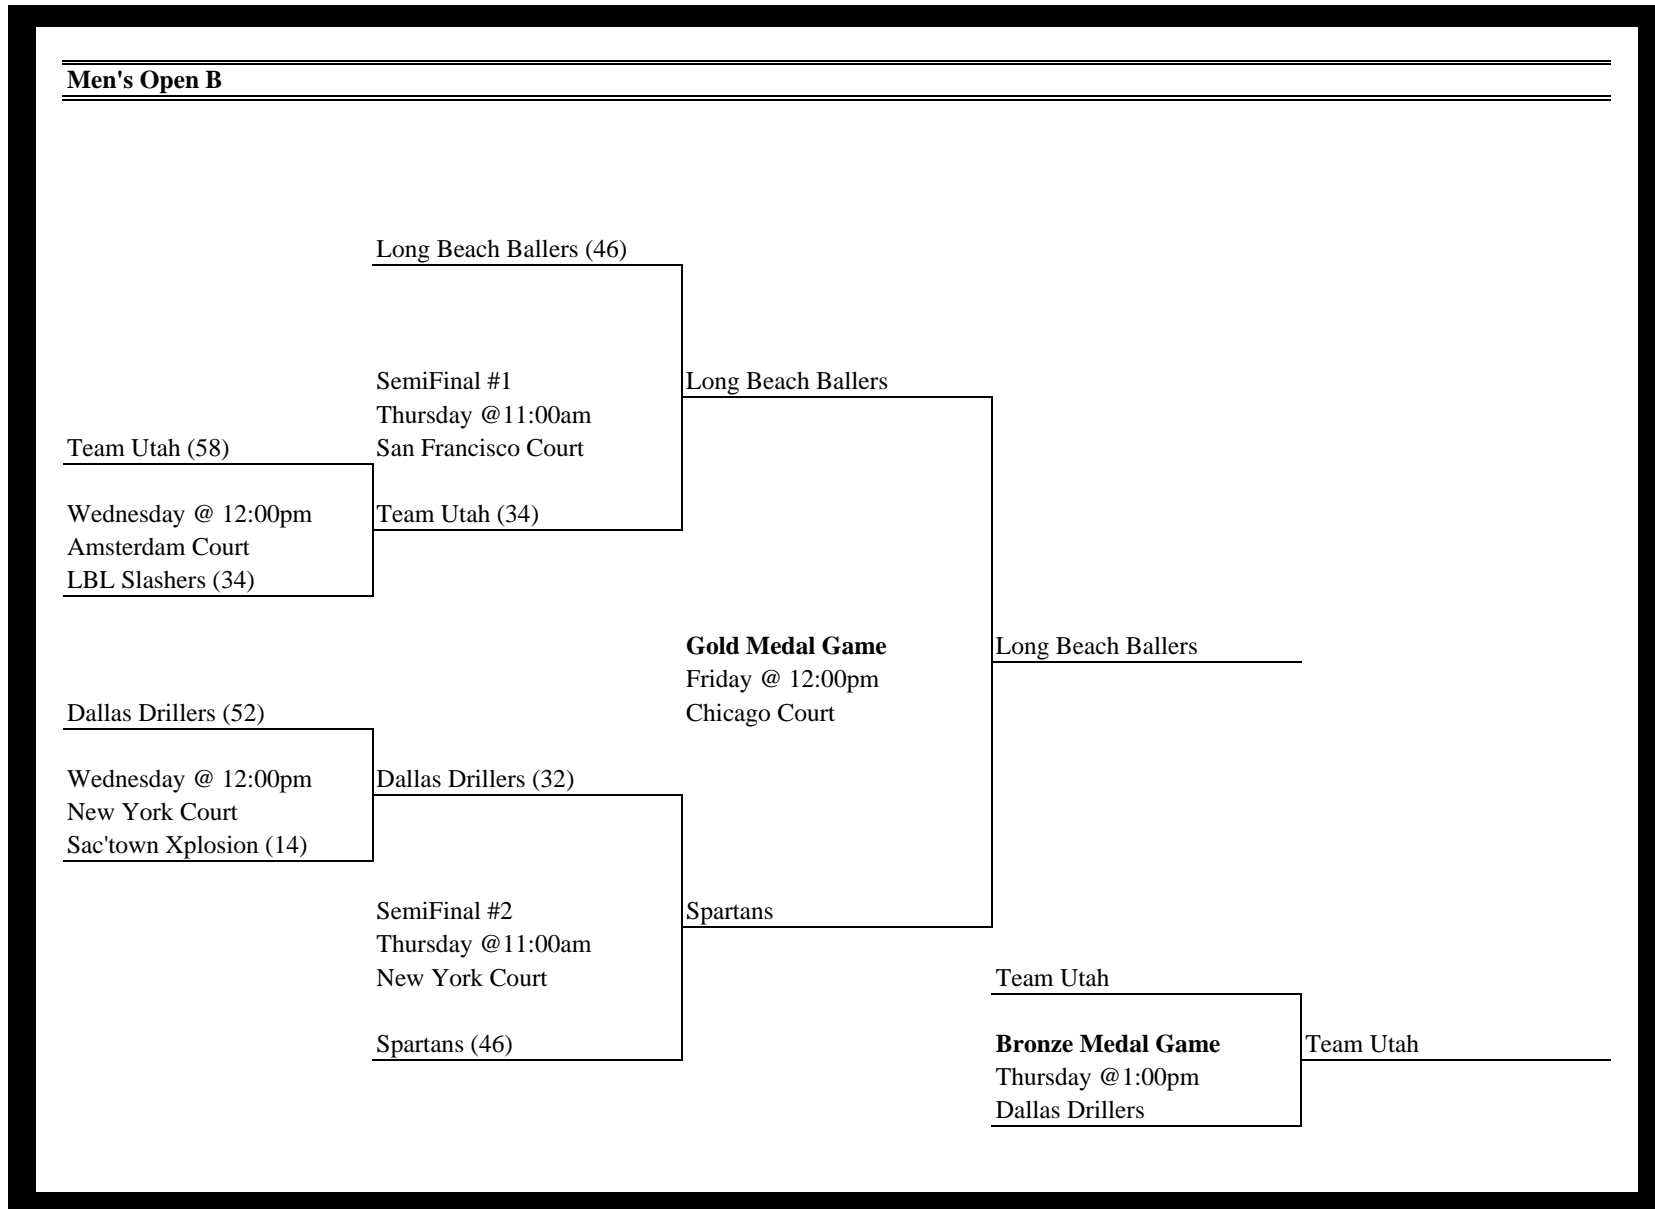 Men's Open B
Long Beach Ballers (46)
SemiFinal #1
Long Beach Ballers
Thursday @11:00am
Team Utah (58)
San Francisco Court
Wednesday @ 12:00pm
Team Utah (34)
Amsterdam Court
LBL Slashers (34)
Gold Medal Game
Long Beach Ballers
Friday @ 12:00pm
Dallas Drillers (52)
Chicago Court
Wednesday @ 12:00pm
Dallas Drillers (32)
New York Court
Sac'town Xplosion (14)
SemiFinal #2
Spartans
Thursday @11:00am
New York Court
Team Utah
Spartans (46)
Bronze Medal Game
Team Utah
Thursday @1:00pm
Dallas Drillers